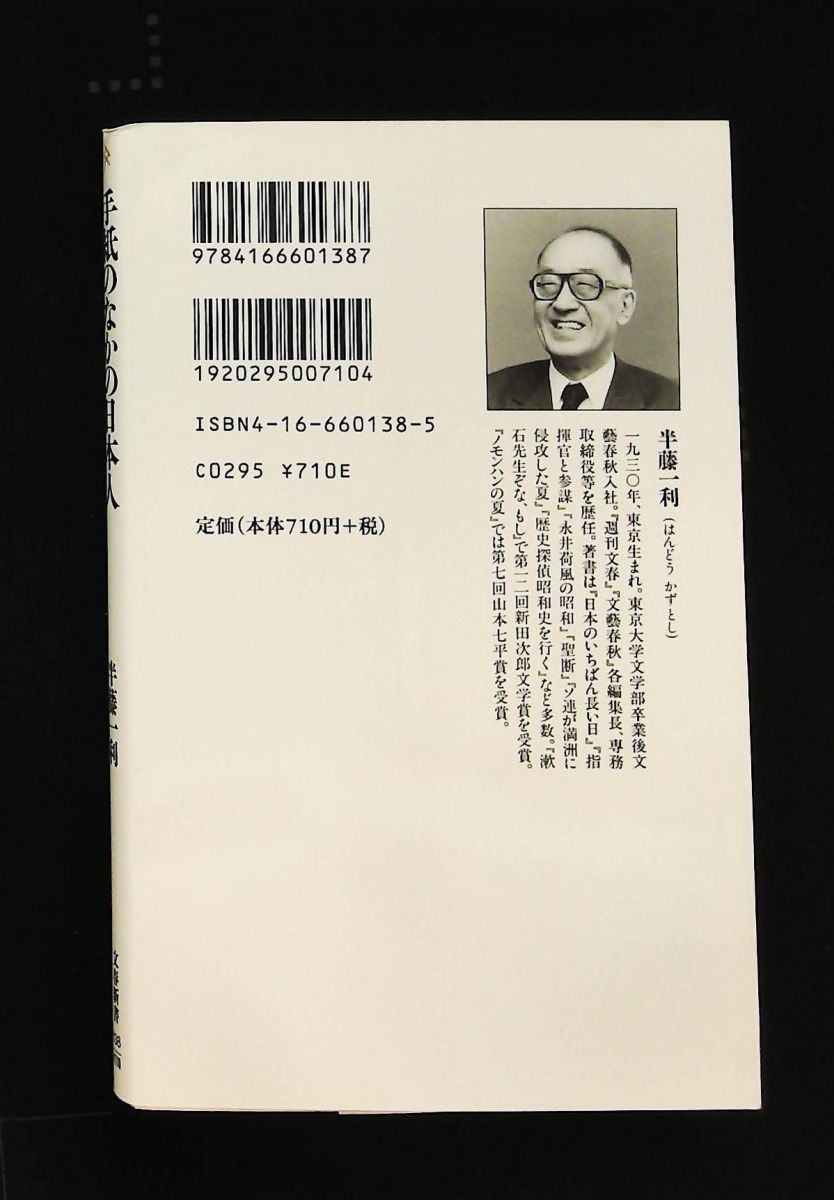 手紙のなかの日本人
半藤一利
文春新書
9784166601387
1920295007104
ISBN4-16-660138-5
C0295 ¥710E
定価(本体710円+税)
半藤一利(はんどう かずとし)
一九三〇年、東京生まれ。東京大学文学部卒業後文
藝春秋入社。『週刊文春』『文藝春秋』各編集長、専務
取締役等を歴任。著書は『日本のいちばん長い日』『指
揮官と参謀』『永井荷風の昭和』『聖断』『ソ連が満洲に
侵攻した夏』『歴史探偵昭和史を行く』など多数。『漱
石先生ぞな、もし』で第一二回新田次郎文学賞を受賞。
『ノモンハンの夏』では第七回山本七平賞を受賞。